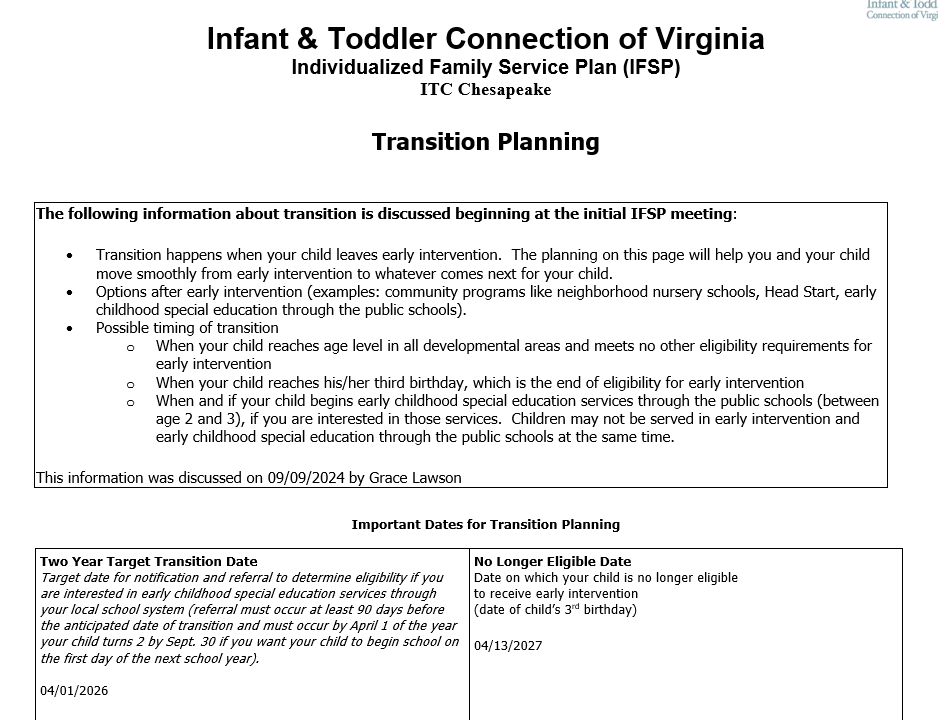 Infant & Todd
Connection of Virgi
Infant & Toddler Connection of Virginia
Individualized Family Service Plan (IFSP)
ITC Chesapeake
Transition Planning
The following information about transition is discussed beginning at the initial IFSP meeting:
• Transition happens when your child leaves early intervention. The planning on this page will help you and your child
move smoothly from early intervention to whatever comes next for your child.
• Options after early intervention (examples: community programs like neighborhood nursery schools, Head Start, early
childhood special education through the public schools).
• Possible timing of transition
o When your child reaches age level in all developmental areas and meets no other eligibility requirements for
early intervention
o When your child reaches his/her third birthday, which is the end of eligibility for early intervention
o When and if your child begins early childhood special education services through the public schools (between
age 2 and 3), if you are interested in those services. Children may not be served in early intervention and
early childhood special education through the public schools at the same time.
This information was discussed on 09/09/2024 by Grace Lawson
Important Dates for Transition Planning
Two Year Target Transition Date
Target date for notification and referral to determine eligibility if you
are interested in early childhood special education services through
your local school system (referral must occur at least 90 days before
the anticipated date of transition and must occur by April 1 of the year
your child turns 2 by Sept. 30 if you want your child to begin school on
the first day of the next school year).
04/01/2026
No Longer Eligible Date
Date on which your child is no longer eligible
to receive early intervention
(date of child's 3rd birthday)
04/13/2027